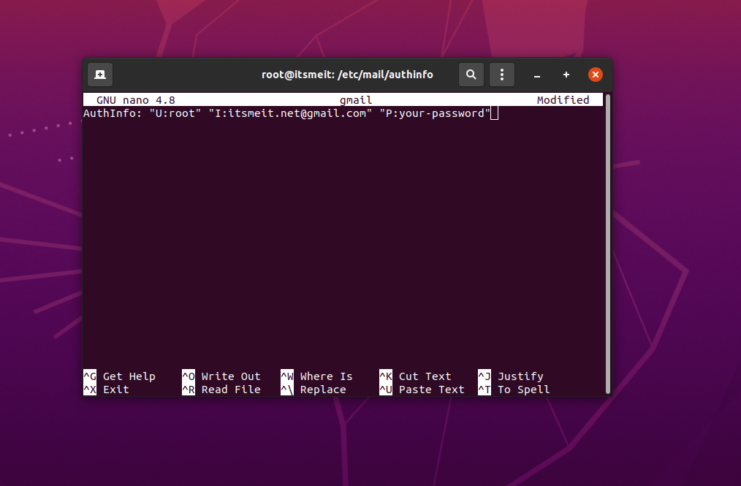 root@itsmeit: /etc/mail/authinfo
GNU nano 4.8 gmail Modified
AuthInfo: "U:root" "I:itsmeit.net@gmail.com" "P:your-password"
^G Get Help ^O Write Out ^W Where Is ^K Cut Text ^J Justify
^X Exit ^R Read File ^\ Replace ^U Paste Text ^T To Spell